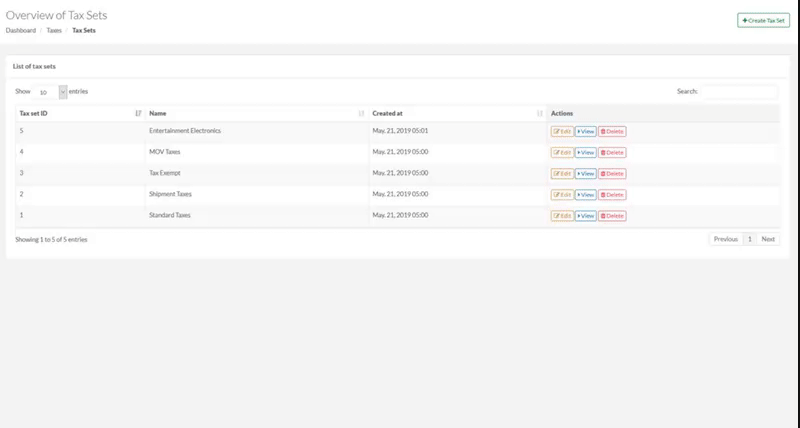 Overview of Tax Sets
Dashboard / Taxes / Tax Sets
+ Create Tax Set
List of tax sets
Show 10 entries
Search:
Tax set ID Name Created at Actions
5 Entertainment Electronics May, 21, 2019 05:01 Edit View Delete
4 MOV Taxes May, 21, 2019 05:00 Edit View Delete
3 Tax Exempt May, 21, 2019 05:00 Edit View Delete
2 Shipment Taxes May, 21, 2019 05:00 Edit View Delete
1 Standard Taxes May, 21, 2019 05:00 Edit View Delete
Showing 1 to 5 of 5 entries
Previous 1 Next